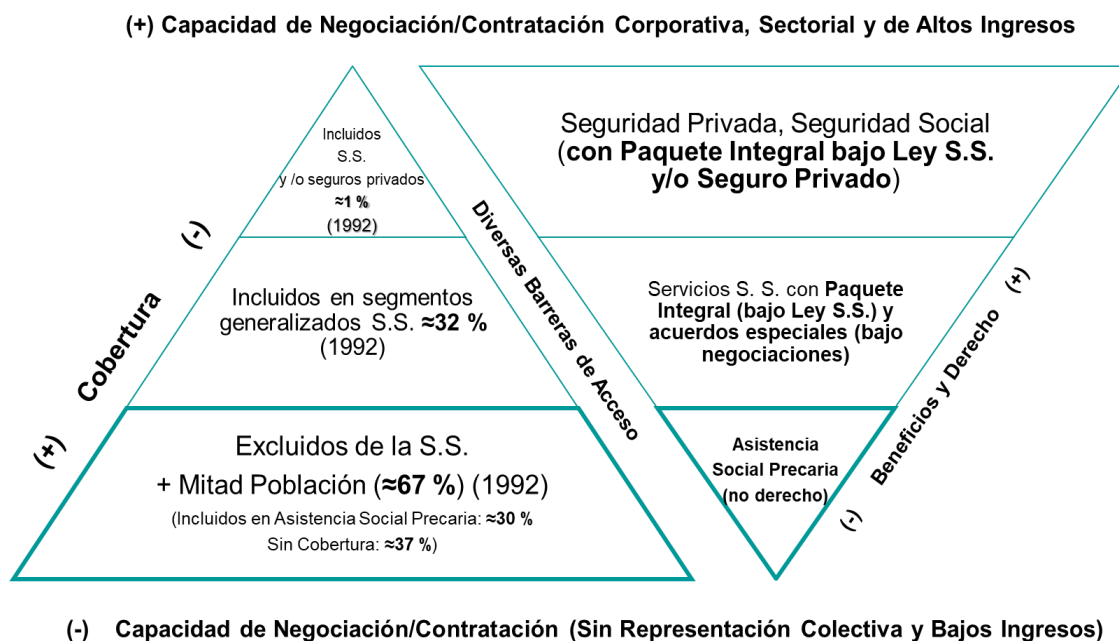 (+) Capacidad de Negociación/Contratación Corporativa, Sectorial y de Altos Ingresos
Incluidos
S.S.
y /o seguros privados
≈1 %
(1992)
Seguridad Privada, Seguridad Social
(con Paquete Integral bajo Ley S.S.
y/o Seguro Privado)
(-)
Cobertura
(+)
Diversas Barreras de Acceso
Incluidos en segmentos
generalizados S.S. ≈32 %
(1992)
Servicios S. S. con Paquete
Integral (bajo Ley S.S.) y
acuerdos especiales (bajo
negociaciones)
(+)
Beneficios y Derecho
(-)
Excluidos de la S.S.
+ Mitad Población (≈67 %) (1992)
(Incluidos en Asistencia Social Precaria: ≈30 %
Sin Cobertura: ≈37 %)
Asistencia
Social Precaria
(no derecho)
(-) Capacidad de Negociación/Contratación (Sin Representación Colectiva y Bajos Ingresos)